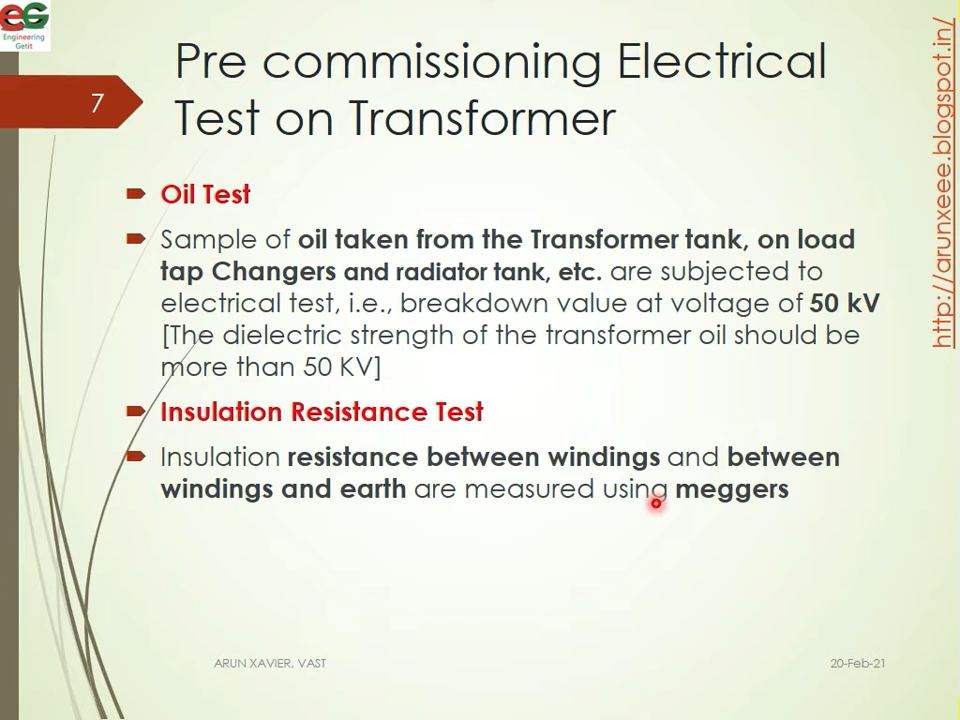 EG
Engineering
Getit
7
Pre commissioning Electrical
Test on Transformer
http://arunxeee.blogspot.in/
Oil Test
Sample of oil taken from the Transformer tank, on load
tap Changers and radiator tank, etc. are subjected to
electrical test, i.e., breakdown value at voltage of 50 kV
[The dielectric strength of the transformer oil should be
more than 50 KV]
Insulation Resistance Test
Insulation resistance between windings and between
windings and earth are measured using meggers
ARUN XAVIER, VAST
20-Feb-21